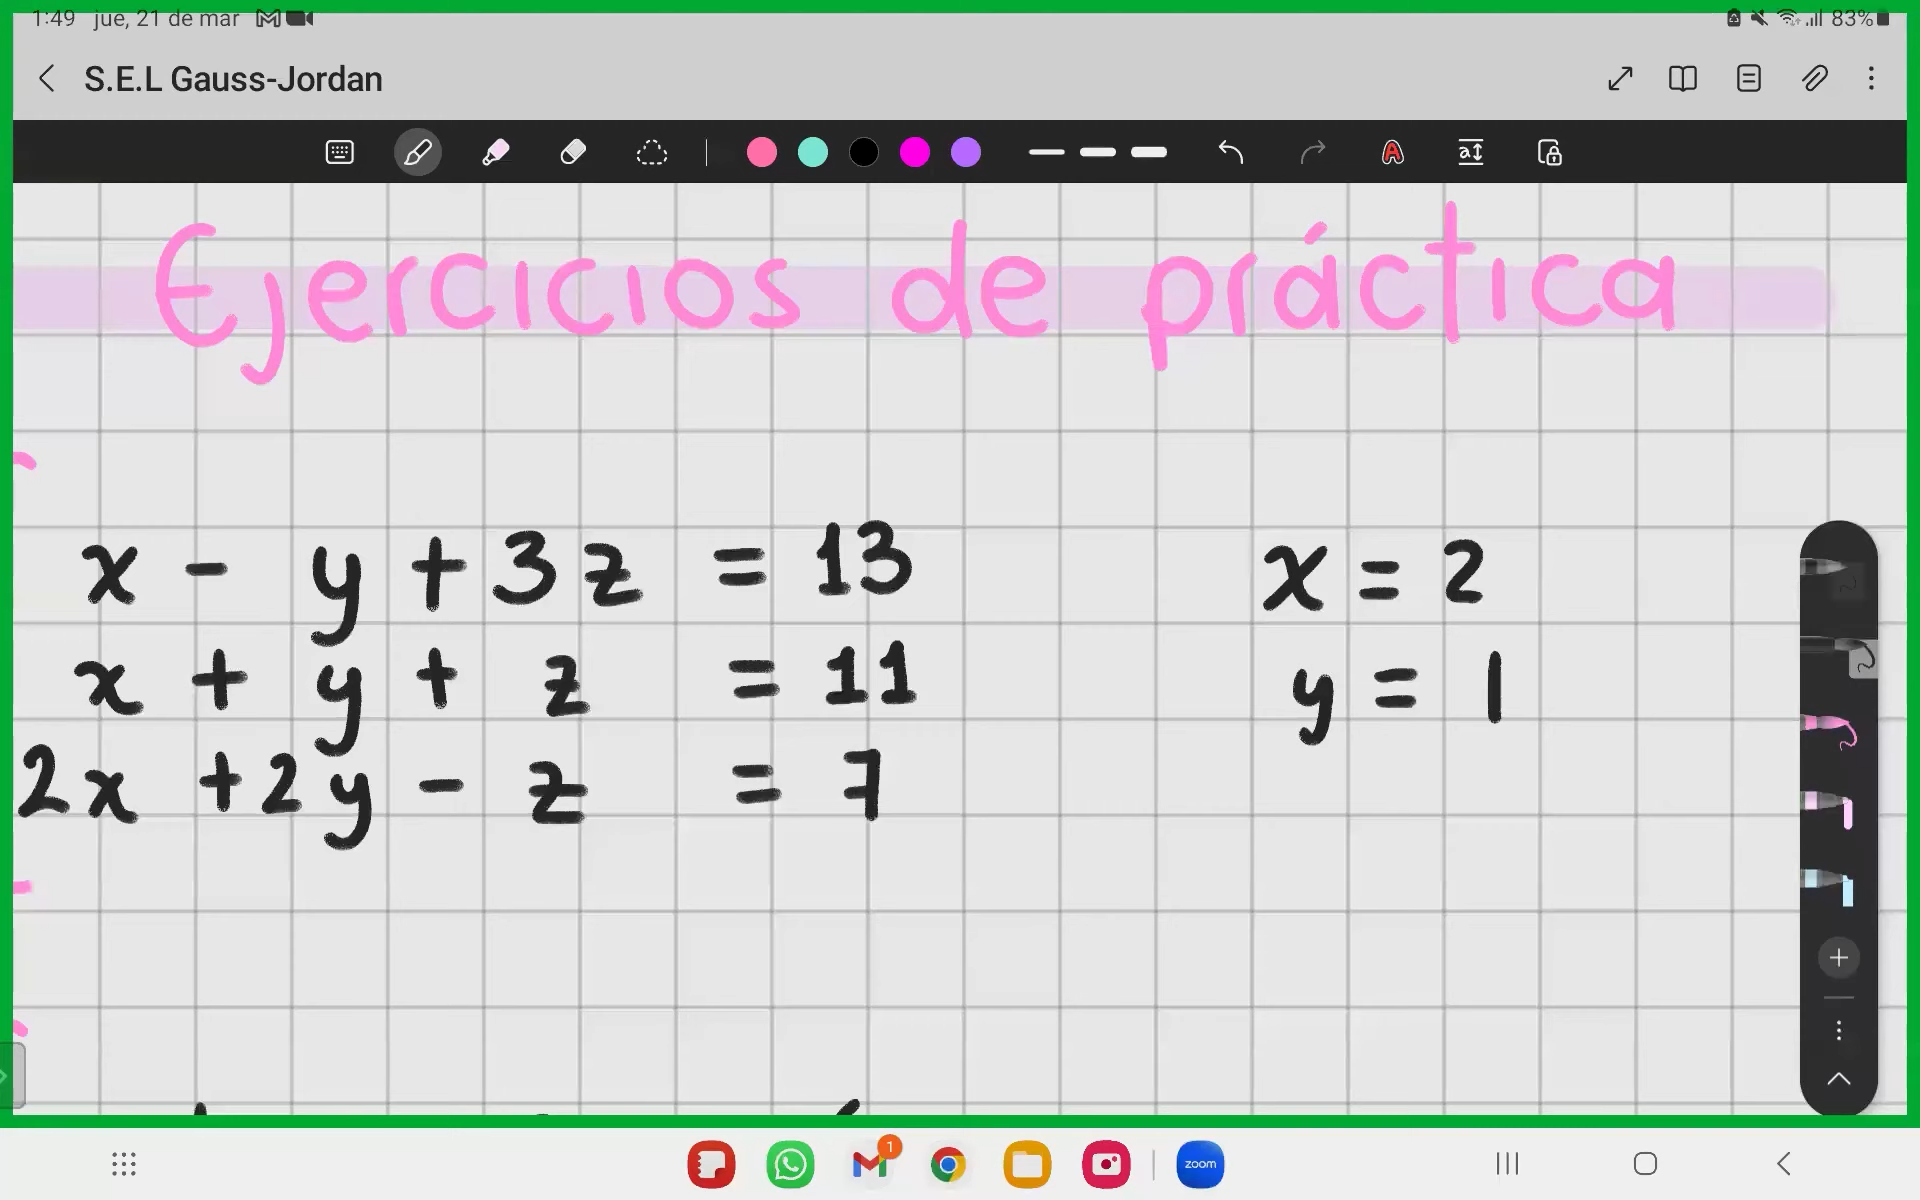 1:49 jue, 21 de mar 83%
S.E.L Gauss-Jordan
Ejercicios de práctica
x - y + 3z = 13
x + y + z = 11
2x + 2y - z = 7
x = 2
y = 1
1
zoom